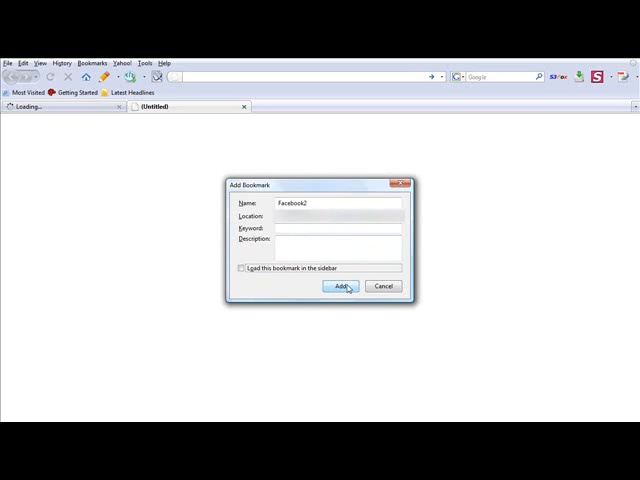 File Edit View History Bookmarks Yahoo! Tools Help
Google S3Fox S
Most Visited Getting Started Latest Headlines
Loading... (Untitled)
Add Bookmark
Name: Facebook2
Location:
Keyword:
Description:
Load this bookmark in the sidebar
Add Cancel